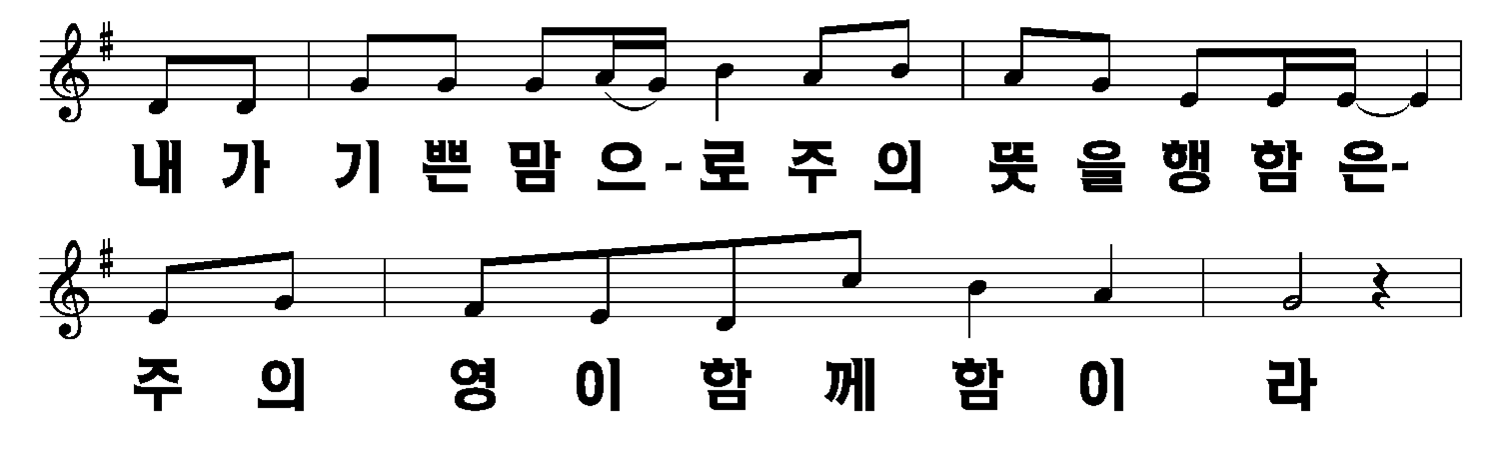 내 가 기 쁜 맘 으 - 로 주 의 뜻 을 행 함 은-
주 의 영 이 함 께 함 이 라